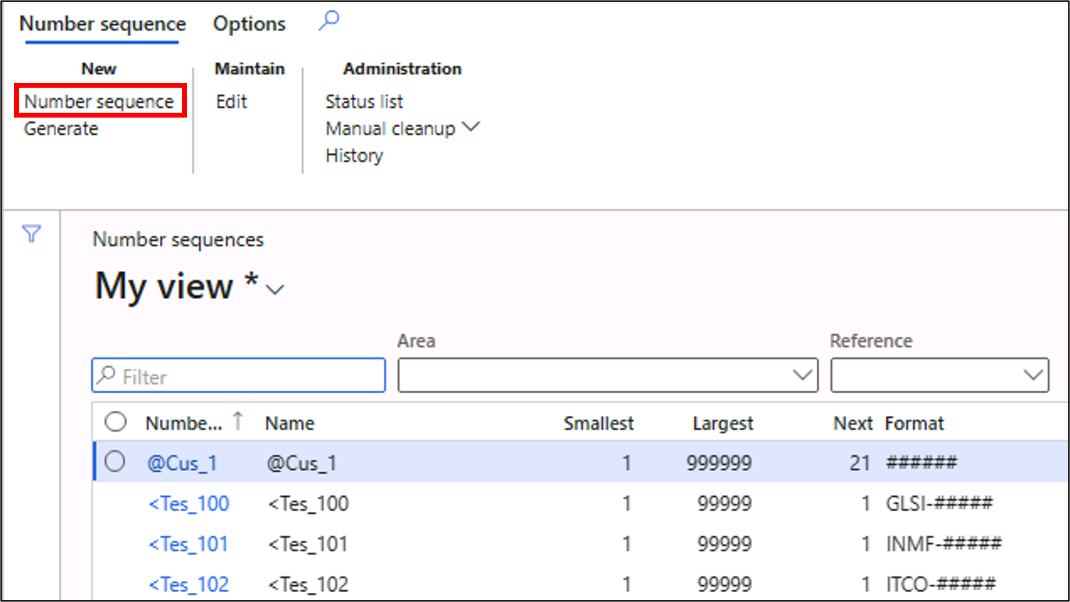 Number sequence Options
New Maintain Administration
Number sequence Edit Status list
Generate Manual cleanup
History
Number sequences
My view *
Area Reference
Filter
Numbe... Name Smallest Largest Next Format
@Cus_1 @Cus_1 1 999999 21 ######
<Tes_100 <Tes_100 1 99999 1 GLSI-#####
<Tes_101 <Tes_101 1 99999 1 INMF-#####
<Tes_102 <Tes_102 1 99999 1 ITCO-#####